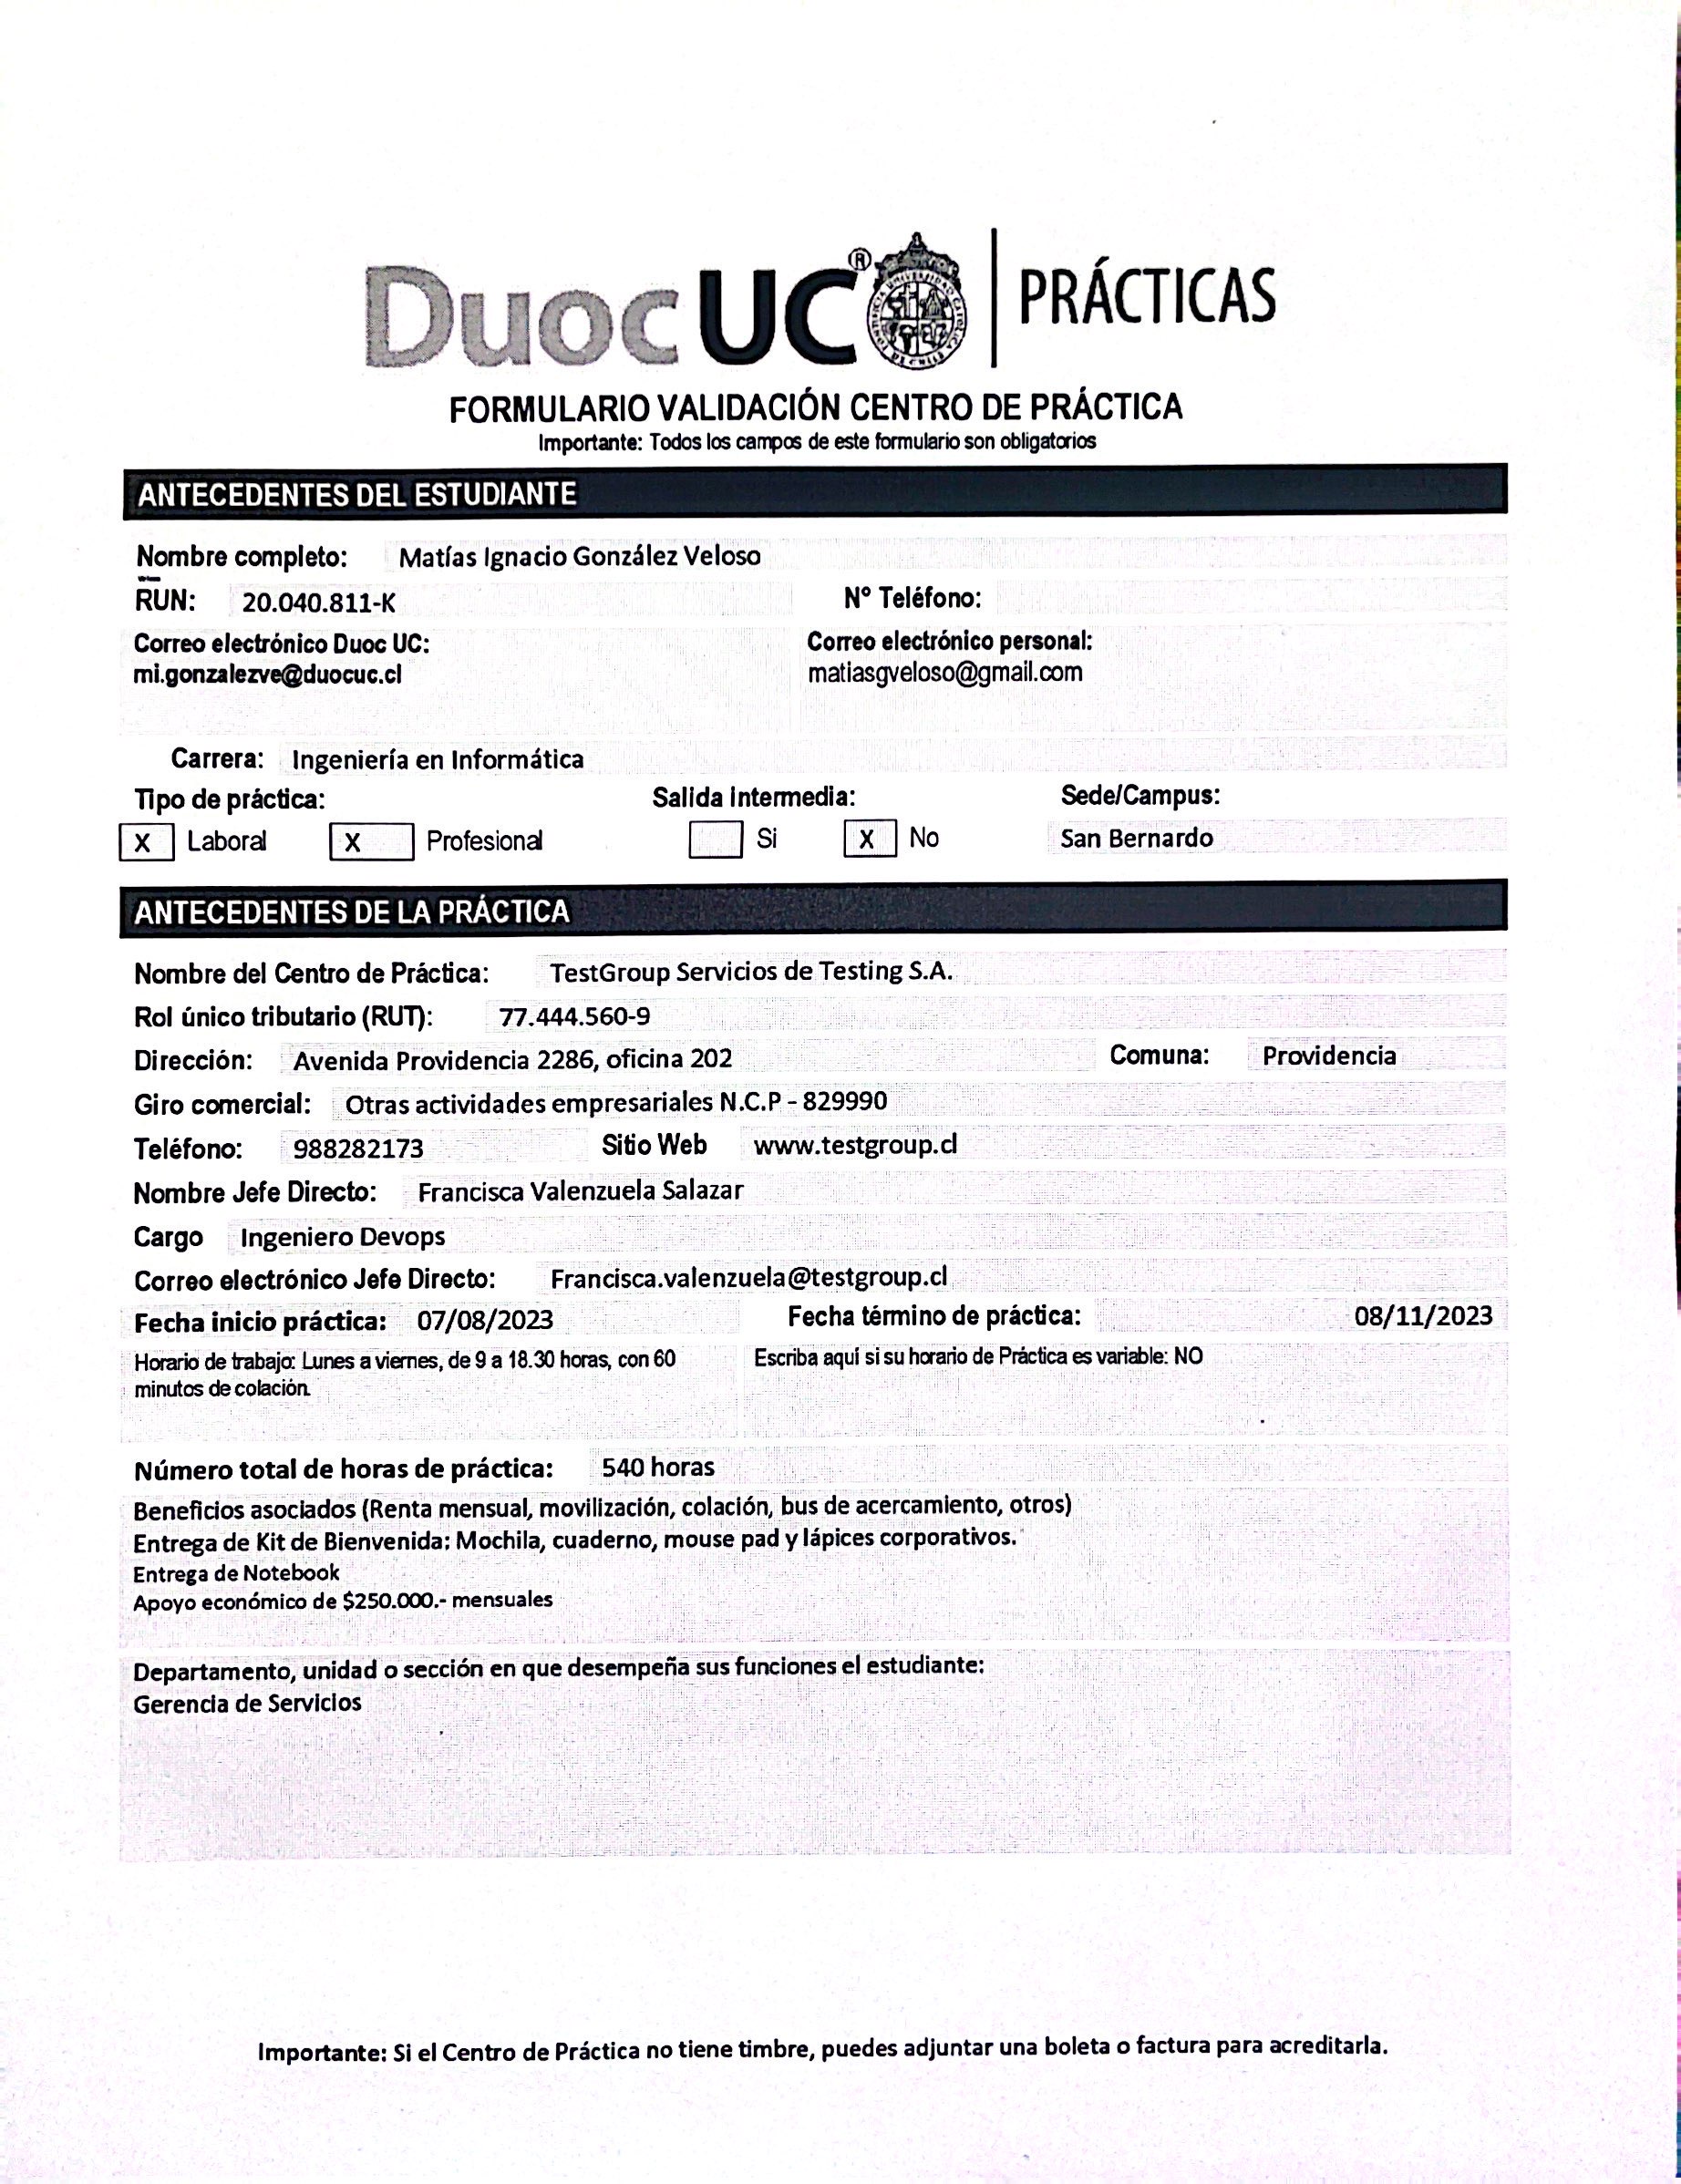 Duoc UC® PRÁCTICAS
FORMULARIO VALIDACIÓN CENTRO DE PRÁCTICA
Importante: Todos los campos de este formulario son obligatorios
ANTECEDENTES DEL ESTUDIANTE
Nombre completo: Matías Ignacio González Veloso
RUN: 20.040.811-K Nº Teléfono:
Correo electrónico Duoc UC: Correo electrónico personal:
mi.gonzalezve@duocuc.cl matiasgveloso@gmail.com
Carrera: Ingeniería en Informática
Tipo de práctica: Salida Intermedia: Sede/Campus:
X Laboral X Profesional Si X No San Bernardo
ANTECEDENTES DE LA PRÁCTICA
Nombre del Centro de Práctica: TestGroup Servicios de Testing S.A.
Rol único tributario (RUT): 77.444.560-9
Dirección: Avenida Providencia 2286, oficina 202 Comuna: Providencia
Giro comercial: Otras actividades empresariales N.C.P - 829990
Teléfono: 988282173 Sitio Web www.testgroup.cl
Nombre Jefe Directo: Francisca Valenzuela Salazar
Cargo Ingeniero Devops
Correo electrónico Jefe Directo: Francisca.valenzuela@testgroup.cl
Fecha inicio práctica: 07/08/2023 Fecha término de práctica: 08/11/2023
Horario de trabajo: Lunes a viernes, de 9 a 18.30 horas, con 60 Escriba aquí si su horario de Práctica es variable: NO
minutos de colación.
Número total de horas de práctica: 540 horas
Beneficios asociados (Renta mensual, movilización, colación, bus de acercamiento, otros)
Entrega de Kit de Bienvenida: Mochila, cuaderno, mouse pad y lápices corporativos.
Entrega de Notebook
Apoyo económico de $250.000.- mensuales
Departamento, unidad o sección en que desempeña sus funciones el estudiante:
Gerencia de Servicios
Importante: Si el Centro de Práctica no tiene timbre, puedes adjuntar una boleta o factura para acreditarla.